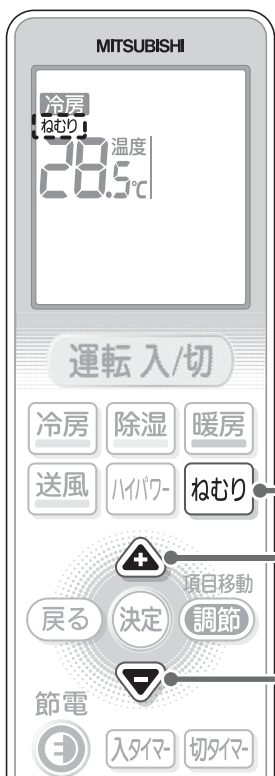 MITSUBISHI
冷房
ねむり
28.5℃ 温度
運転 入/切
冷房 除湿 暖房
送風 ハイパワー ねむり
+
項目移動
戻る 決定 調節
-
節電
入タイマー 切タイマー